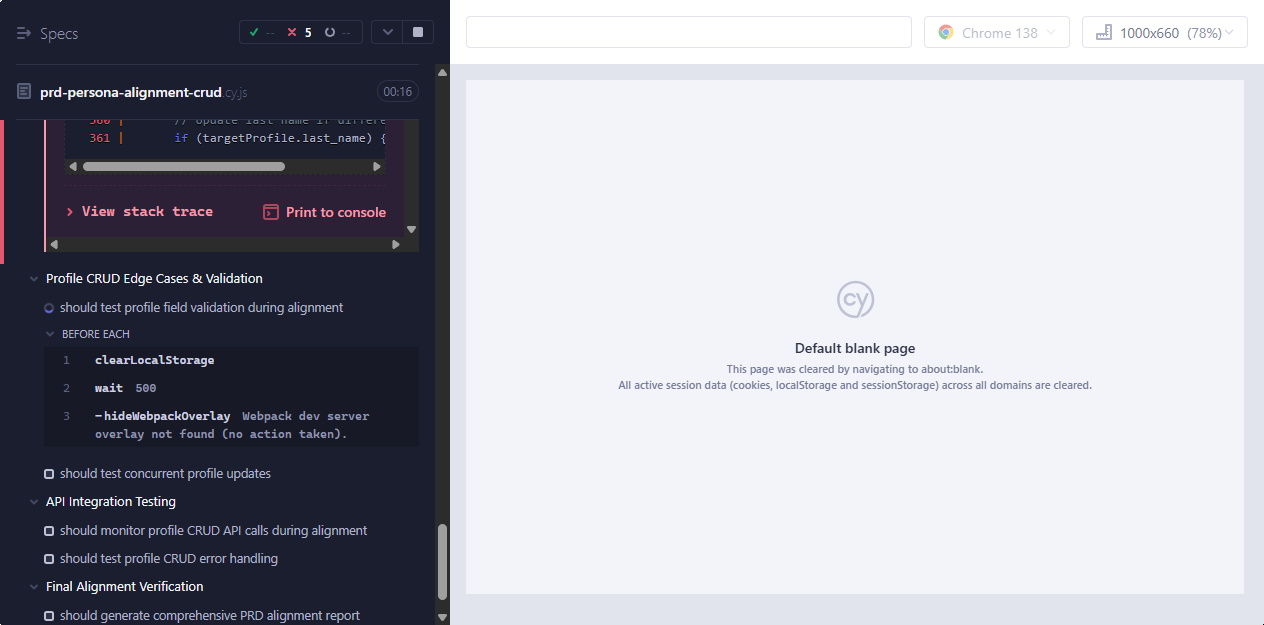 Specs
-- 5 --
Chrome 138
1000x660 (78%)
prd-persona-alignment-crud.cy.js
00:16
360 | // Update last name if differe
361 | if (targetProfile.last_name) {
View stack trace
Print to console
Profile CRUD Edge Cases & Validation
should test profile field validation during alignment
BEFORE EACH
1 clearLocalStorage
2 wait 500
3 -hideWebpackOverlay Webpack dev server
overlay not found (no action taken).
should test concurrent profile updates
API Integration Testing
should monitor profile CRUD API calls during alignment
should test profile CRUD error handling
Final Alignment Verification
should generate comprehensive PRD alignment report
cy
Default blank page
This page was cleared by navigating to about:blank.
All active session data (cookies, localStorage and sessionStorage) across all domains are cleared.